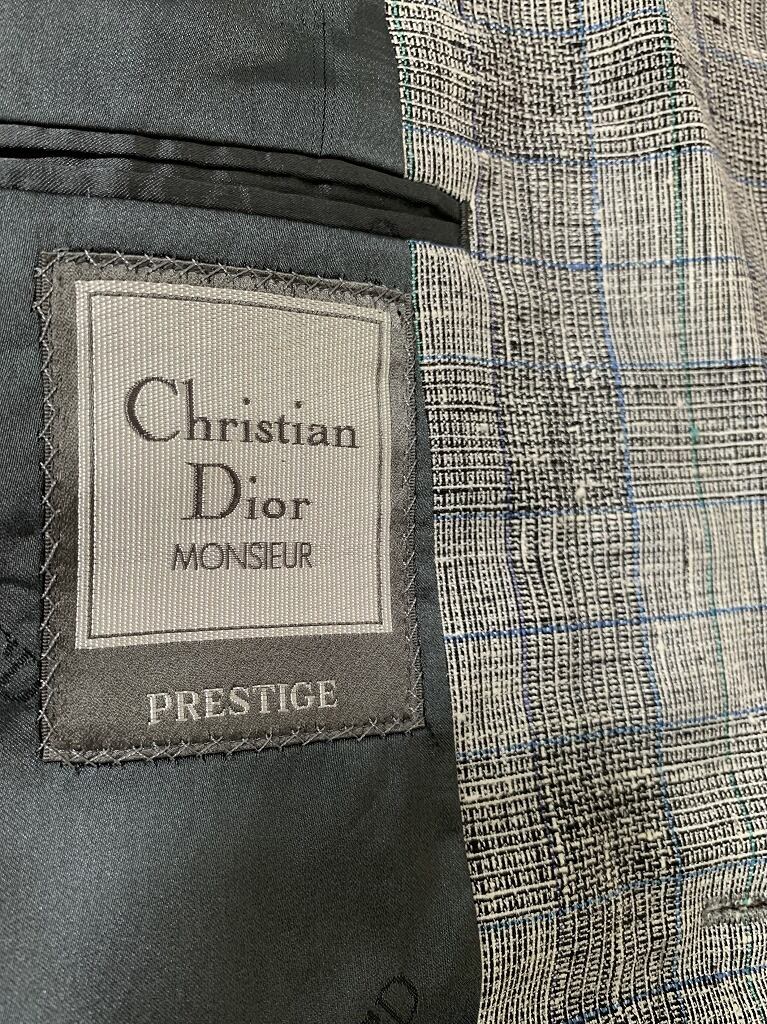 Christian
Dior
MONSIEUR
PRESTIGE